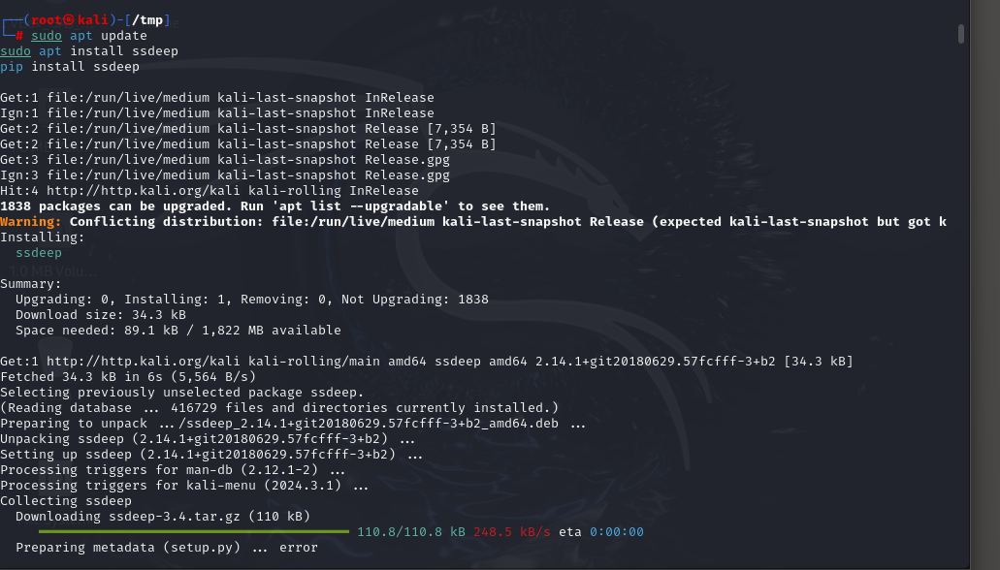 ┌──(root㉿kali)-[/tmp]
└─# sudo apt update
sudo apt install ssdeep
pip install ssdeep

Get:1 file:/run/live/medium kali-last-snapshot InRelease
Ign:1 file:/run/live/medium kali-last-snapshot InRelease
Get:2 file:/run/live/medium kali-last-snapshot Release [7,354 B]
Get:2 file:/run/live/medium kali-last-snapshot Release [7,354 B]
Get:3 file:/run/live/medium kali-last-snapshot Release.gpg
Ign:3 file:/run/live/medium kali-last-snapshot Release.gpg
Hit:4 http://http.kali.org/kali kali-rolling InRelease
1838 packages can be upgraded. Run 'apt list --upgradable' to see them.
Warning: Conflicting distribution: file:/run/live/medium kali-last-snapshot Release (expected kali-last-snapshot but got k
Installing:
  ssdeep
1.0 MB Volu...
Summary:
  Upgrading: 0, Installing: 1, Removing: 0, Not Upgrading: 1838
  Download size: 34.3 kB
  Space needed: 89.1 kB / 1,822 MB available

Get:1 http://http.kali.org/kali kali-rolling/main amd64 ssdeep amd64 2.14.1+git20180629.57fcfff-3+b2 [34.3 kB]
Fetched 34.3 kB in 6s (5,564 B/s)
Selecting previously unselected package ssdeep.
(Reading database ... 416729 files and directories currently installed.)
Preparing to unpack .../ssdeep_2.14.1+git20180629.57fcfff-3+b2_amd64.deb ...
Unpacking ssdeep (2.14.1+git20180629.57fcfff-3+b2) ...
Setting up ssdeep (2.14.1+git20180629.57fcfff-3+b2) ...
Processing triggers for man-db (2.12.1-2) ...
Processing triggers for kali-menu (2024.3.1) ...
Collecting ssdeep
  Downloading ssdeep-3.4.tar.gz (110 kB)
110.8/110.8 kB 248.5 kB/s eta 0:00:00
  Preparing metadata (setup.py) ... error